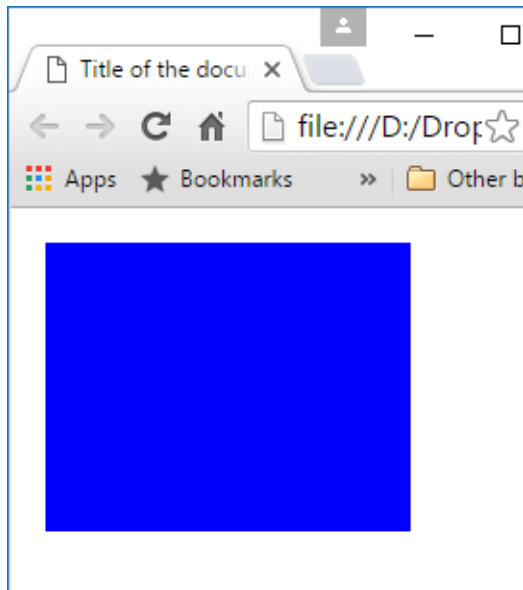 Title of the docu
file:///D:/Drop
Apps Bookmarks » Other b